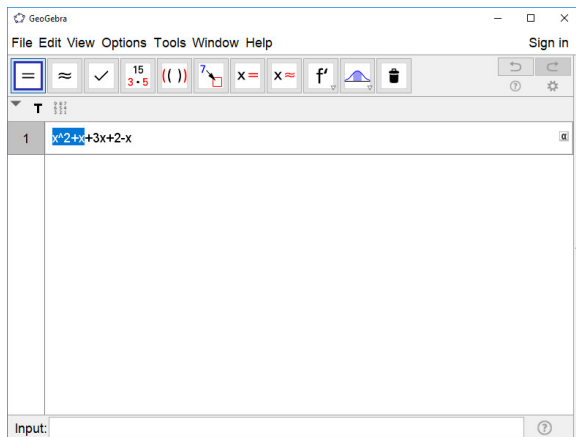 GeoGebra
File Edit View Options Tools Window Help Sign in
= ≈ ✓ 15 3•5 (( )) 7 x= x≈ f′
T
1 x^2+x+3x+2-x α
Input: